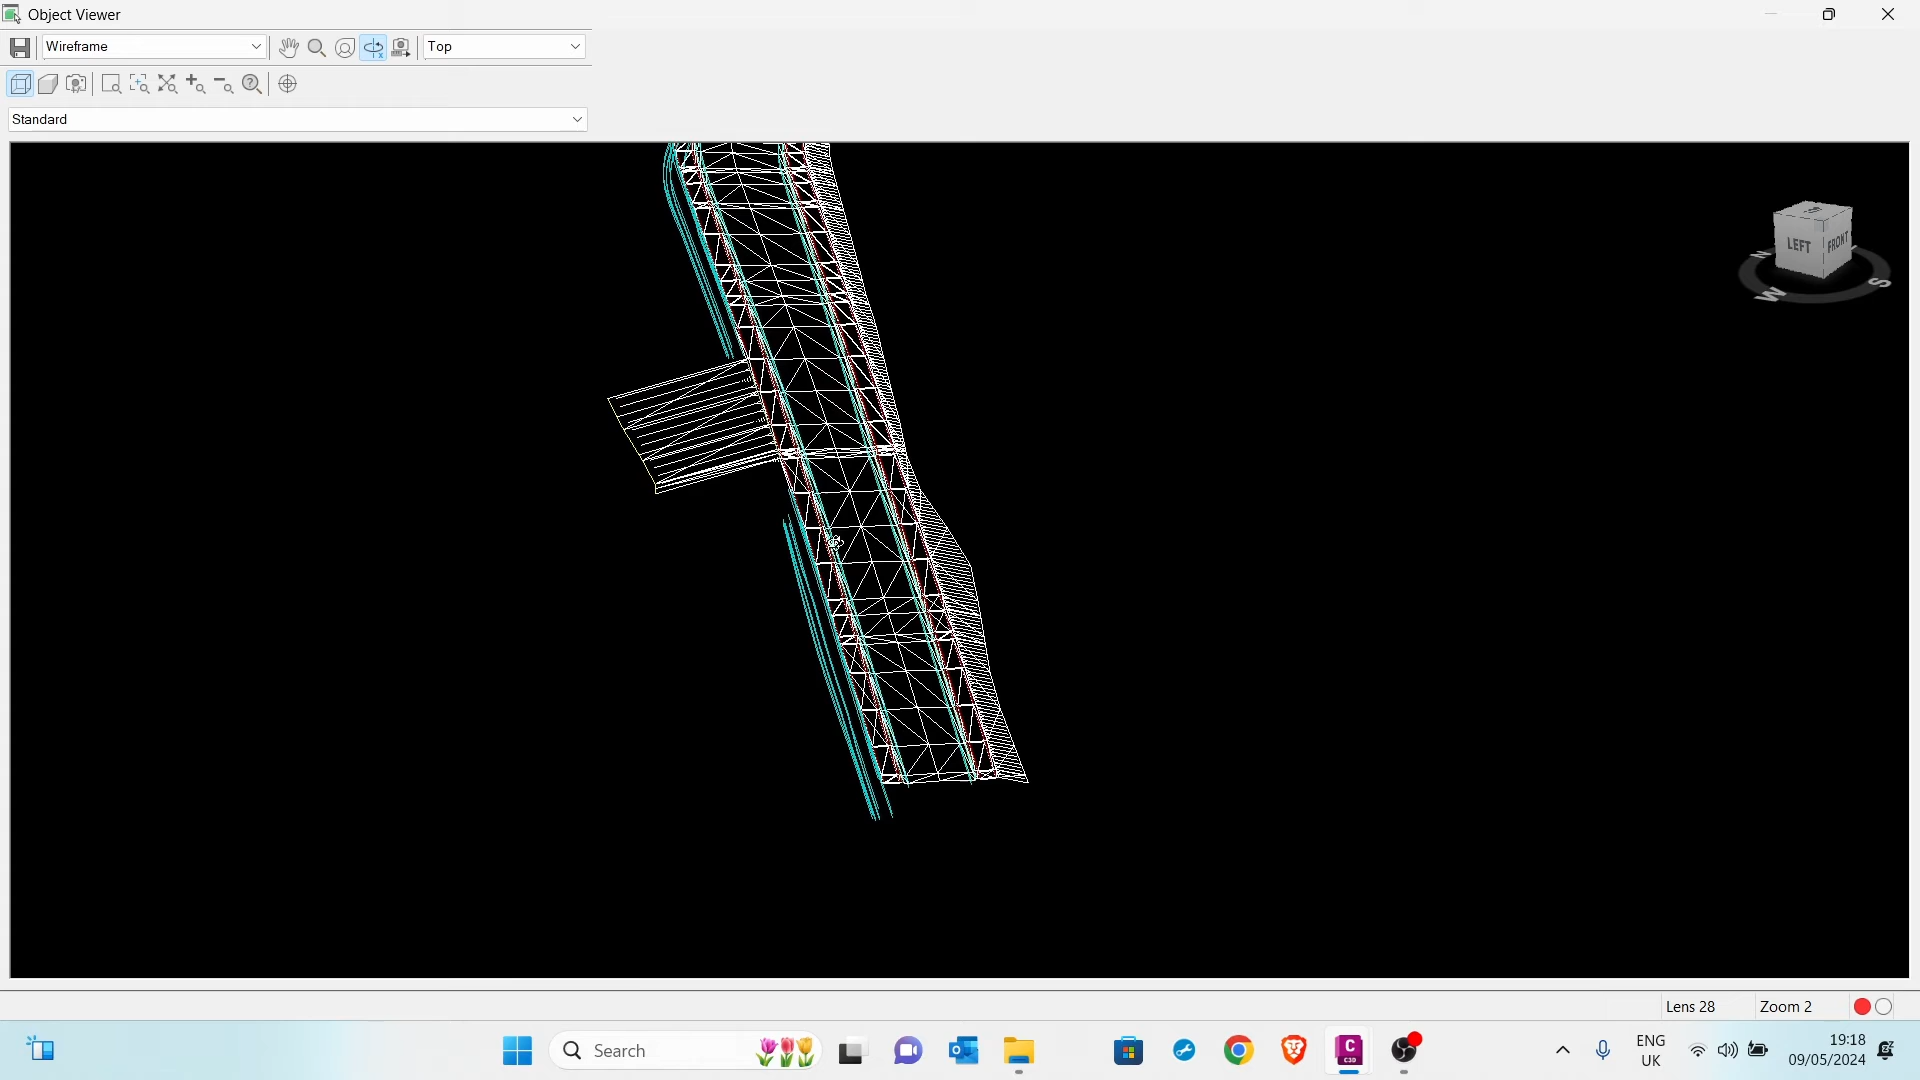 Object Viewer
Wireframe
Top
Standard
LEFT
FRONT
N
W
S
Lens 28
Zoom 2
Search
C
C3D
ENG
UK
19:18
09/05/2024